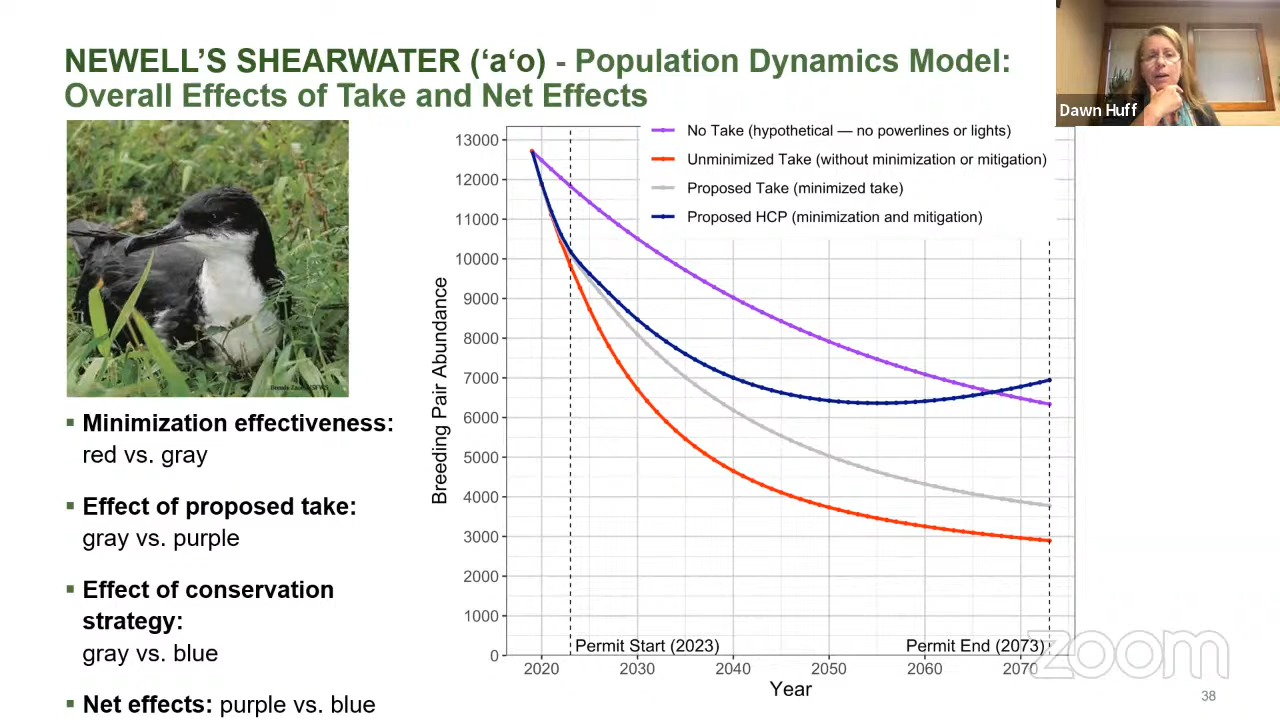 NEWELL'S SHEARWATER (ʻaʻo) - Population Dynamics Model:
Overall Effects of Take and Net Effects
Dawn Huff
No Take (hypothetical — no powerlines or lights)
Unminimized Take (without minimization or mitigation)
Proposed Take (minimized take)
Proposed HCP (minimization and mitigation)
13000
12000
11000
10000
9000
8000
7000
6000
5000
4000
3000
2000
1000
0
Breeding Pair Abundance
Permit Start (2023)
Permit End (2073)
2020
2030
2040
2050
2060
2070
Year
▪ Minimization effectiveness:
red vs. gray
▪ Effect of proposed take:
gray vs. purple
▪ Effect of conservation
strategy:
gray vs. blue
▪ Net effects: purple vs. blue
zoom
38